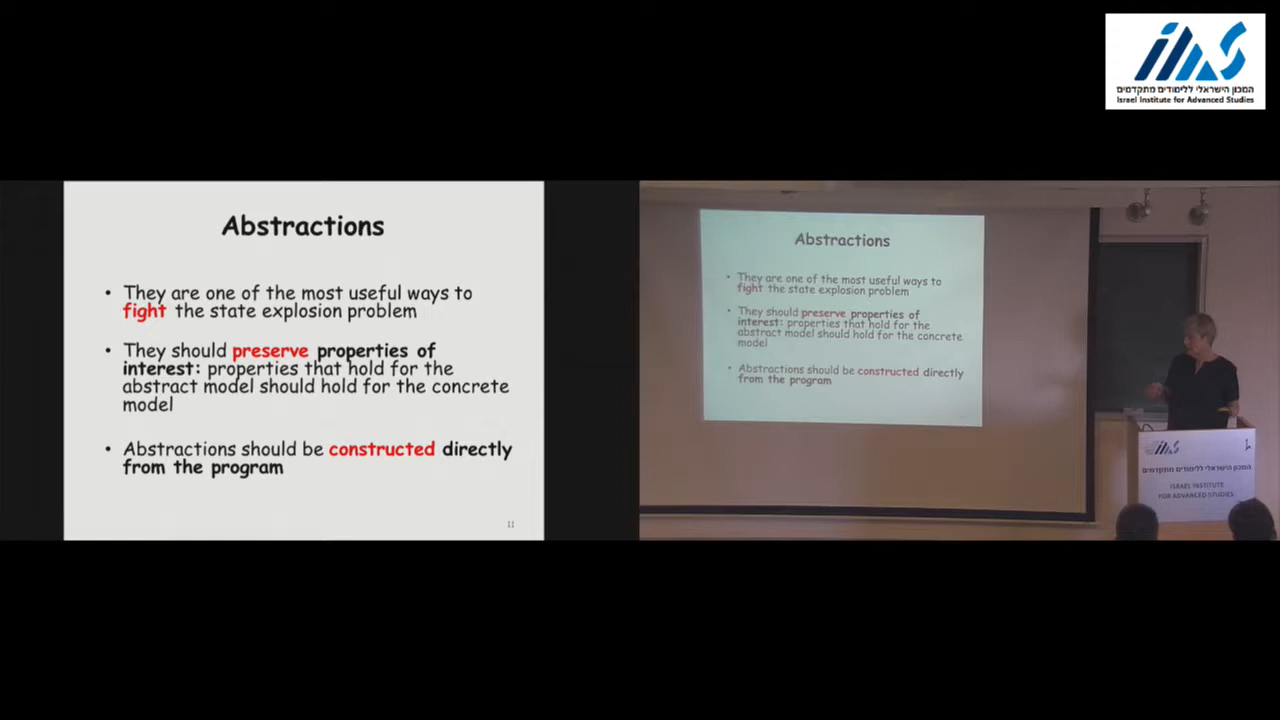 המכון הישראלי ללימודים מתקדמים
Israel Institute for Advanced Studies
Abstractions
• They are one of the most useful ways to
fight the state explosion problem
• They should preserve properties of
interest: properties that hold for the
abstract model should hold for the concrete
model
• Abstractions should be constructed directly
from the program
11
Abstractions
• They are one of the most useful ways to
fight the state explosion problem
• They should preserve properties of
interest: properties that hold for the
abstract model should hold for the concrete
model
• Abstractions should be constructed directly
from the program
המכון הישראלי ללימודים מתקדמים
ISRAEL INSTITUTE
FOR ADVANCED STUDIES